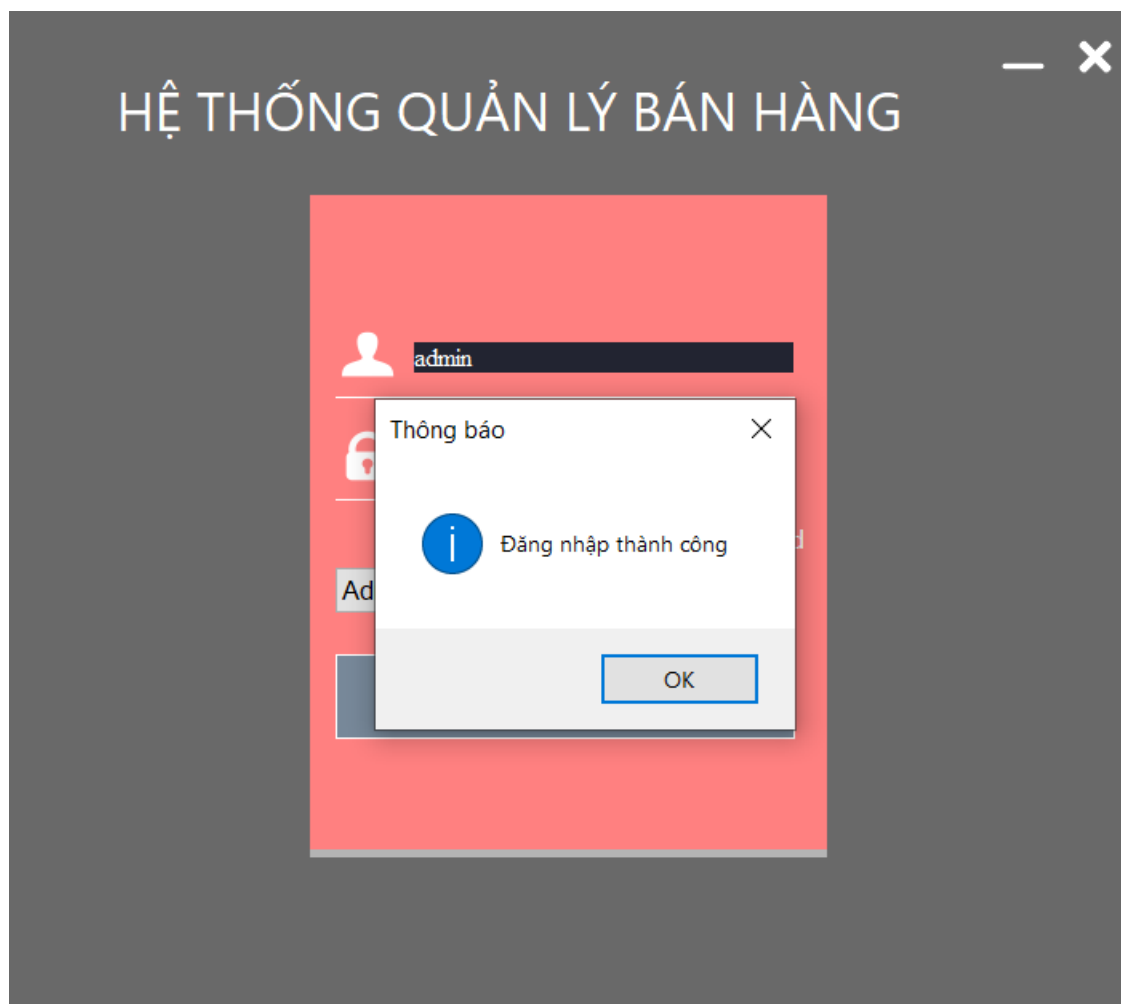 HỆ THỐNG QUẢN LÝ BÁN HÀNG
admin
Thông báo
Đăng nhập thành công
Ad
OK